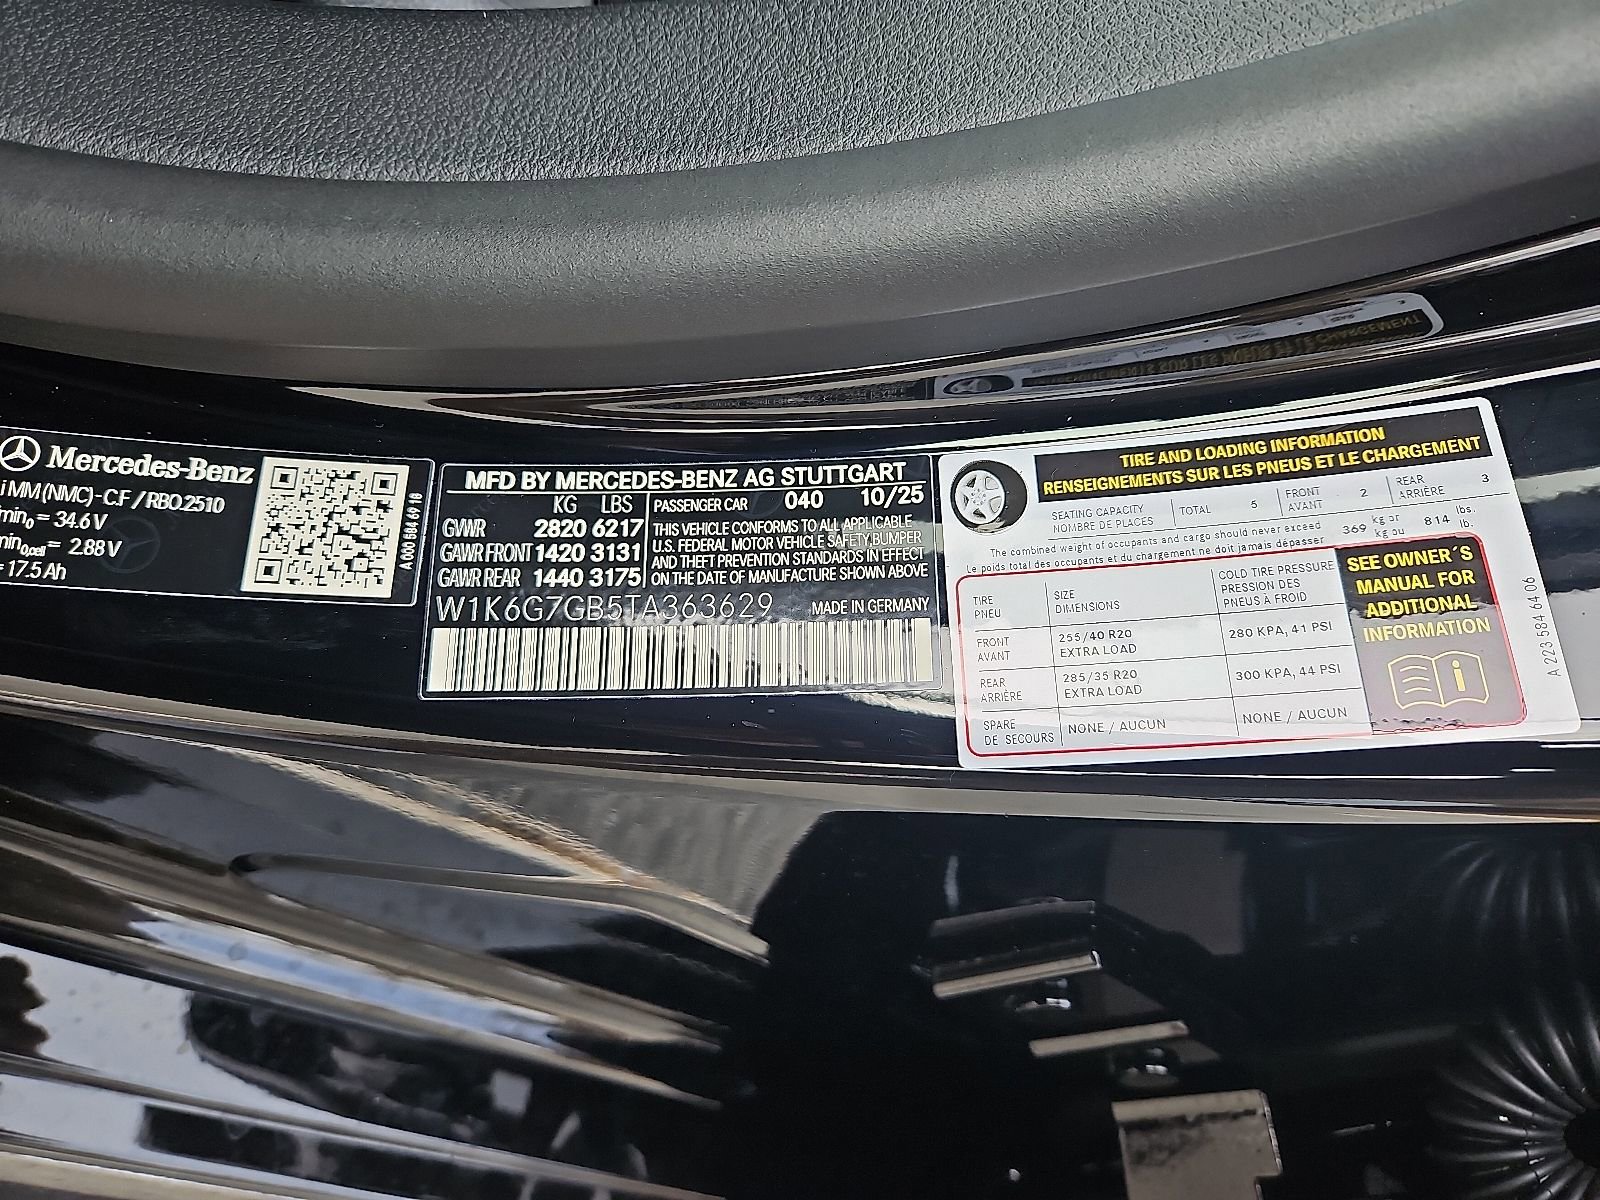 Mercedes-Benz
iMM(NMC)-C.F/RB0.2510
min₀ = 34.6 V
min₀,cell = 2.88 V
= 17.5 Ah
A 000 584 69 18
MFD BY MERCEDES-BENZ AG STUTTGART
KG LBS PASSENGER CAR 040 10/25
GVWR 2820 6217
GAWR FRONT 1420 3131
GAWR REAR 1440 3175
THIS VEHICLE CONFORMS TO ALL APPLICABLE
U.S. FEDERAL MOTOR VEHICLE SAFETY,BUMPER
AND THEFT PREVENTION STANDARDS IN EFFECT
ON THE DATE OF MANUFACTURE SHOWN ABOVE
W1K6G7GB5TA363629 MADE IN GERMANY
TIRE AND LOADING INFORMATION
RENSEIGNEMENTS SUR LES PNEUS ET LE CHARGEMENT
SEATING CAPACITY
NOMBRE DE PLACES
TOTAL 5
FRONT
AVANT
2
REAR
ARRIÈRE
3
The combined weight of occupants and cargo should never exceed 369 kg or 814 lbs.
Le poids total des occupants et du chargement ne doit jamais dépasser kg ou lb.
TIRE
PNEU
SIZE
DIMENSIONS
COLD TIRE PRESSURE
PRESSION DES
PNEUS À FROID
FRONT
AVANT
255/40 R20
EXTRA LOAD
280 KPA, 41 PSI
REAR
ARRIÈRE
285/35 R20
EXTRA LOAD
300 KPA, 44 PSI
SPARE
DE SECOURS
NONE / AUCUN
NONE / AUCUN
SEE OWNER´S
MANUAL FOR
ADDITIONAL
INFORMATION
i
A 223 584 64 06